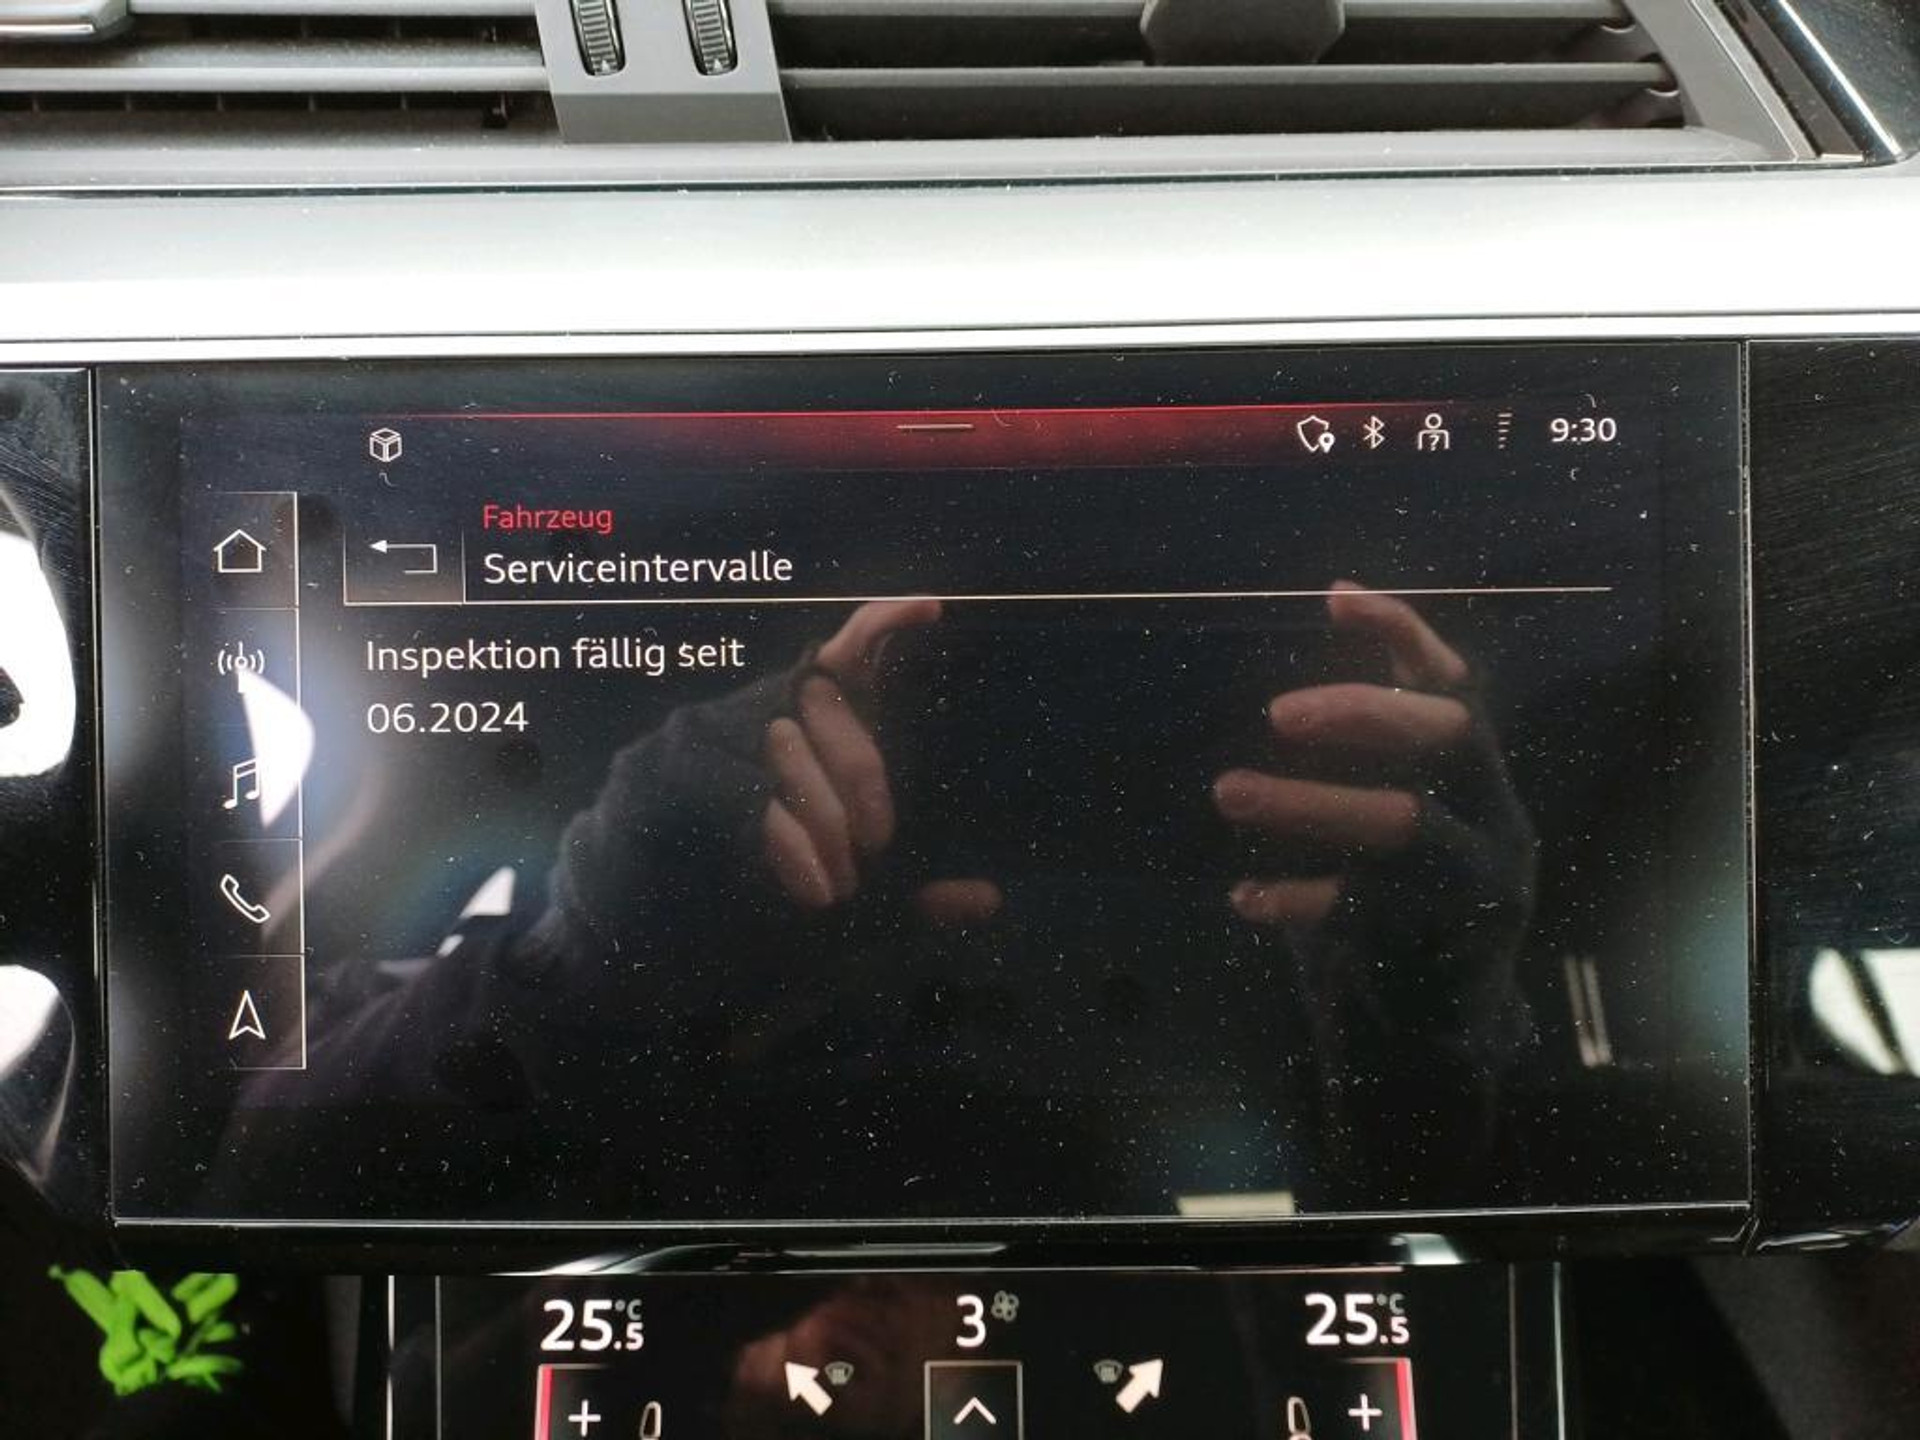 9:30
Fahrzeug
Serviceintervalle
Inspektion fällig seit
06.2024
25.5°C 3 25.5°C
+ +